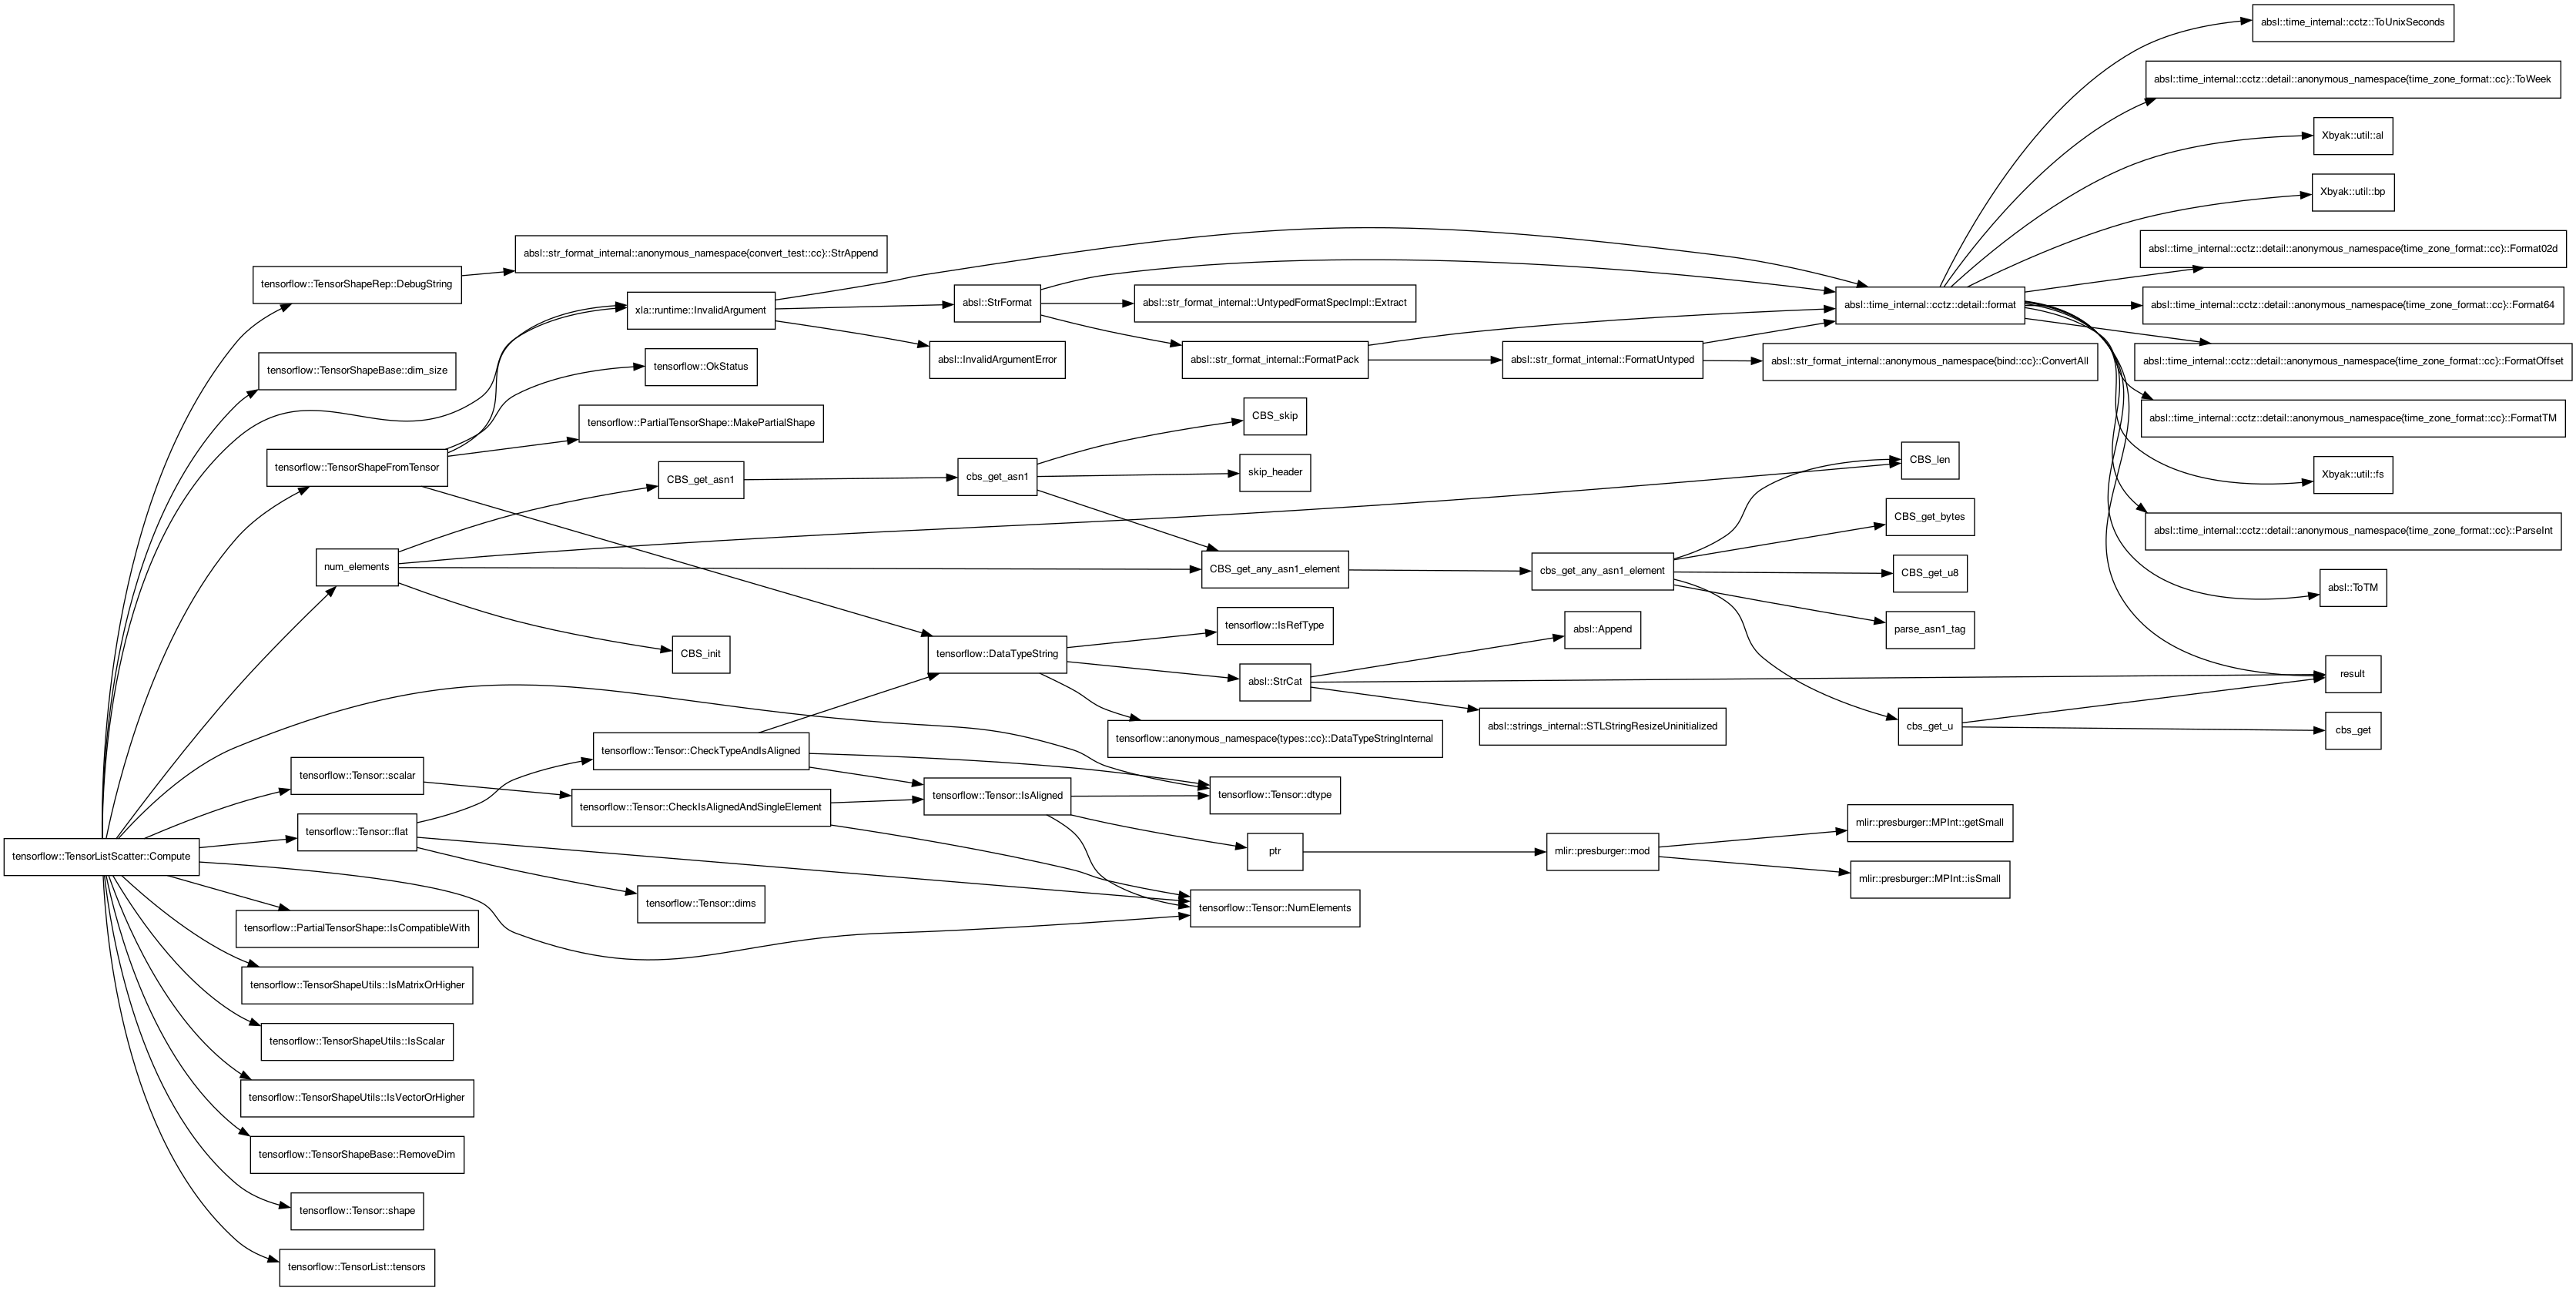 absl::time_internal::cctz::ToUnixSeconds
absl::time_internal::cctz::detail::anonymous_namespace{time_zone_format::cc}::ToWeek
Xbyak::util::al
Xbyak::util::bp
absl::str_format_internal::anonymous_namespace{convert_test::cc}::StrAppend
absl::time_internal::cctz::detail::anonymous_namespace{time_zone_format::cc}::Format02d
tensorflow::TensorShapeRep::DebugString
xla::runtime::InvalidArgument
absl::StrFormat
absl::str_format_internal::UntypedFormatSpecImpl::Extract
absl::time_internal::cctz::detail::format
absl::time_internal::cctz::detail::anonymous_namespace{time_zone_format::cc}::Format64
tensorflow::TensorShapeBase::dim_size
tensorflow::OkStatus
absl::InvalidArgumentError
absl::str_format_internal::FormatPack
absl::str_format_internal::FormatUntyped
absl::str_format_internal::anonymous_namespace{bind::cc}::ConvertAll
absl::time_internal::cctz::detail::anonymous_namespace{time_zone_format::cc}::FormatOffset
tensorflow::PartialTensorShape::MakePartialShape
CBS_skip
absl::time_internal::cctz::detail::anonymous_namespace{time_zone_format::cc}::FormatTM
tensorflow::TensorShapeFromTensor
CBS_get_asn1
cbs_get_asn1
skip_header
CBS_len
Xbyak::util::fs
CBS_get_bytes
absl::time_internal::cctz::detail::anonymous_namespace{time_zone_format::cc}::ParseInt
num_elements
CBS_get_any_asn1_element
cbs_get_any_asn1_element
CBS_get_u8
absl::ToTM
tensorflow::IsRefType
absl::Append
parse_asn1_tag
CBS_init
tensorflow::DataTypeString
absl::StrCat
result
tensorflow::anonymous_namespace{types::cc}::DataTypeStringInternal
absl::strings_internal::STLStringResizeUninitialized
cbs_get_u
cbs_get
tensorflow::Tensor::CheckTypeAndIsAligned
tensorflow::Tensor::scalar
tensorflow::Tensor::CheckIsAlignedAndSingleElement
tensorflow::Tensor::IsAligned
tensorflow::Tensor::dtype
tensorflow::Tensor::flat
mlir::presburger::MPInt::getSmall
tensorflow::TensorListScatter::Compute
ptr
mlir::presburger::mod
mlir::presburger::MPInt::isSmall
tensorflow::Tensor::dims
tensorflow::Tensor::NumElements
tensorflow::PartialTensorShape::IsCompatibleWith
tensorflow::TensorShapeUtils::IsMatrixOrHigher
tensorflow::TensorShapeUtils::IsScalar
tensorflow::TensorShapeUtils::IsVectorOrHigher
tensorflow::TensorShapeBase::RemoveDim
tensorflow::Tensor::shape
tensorflow::TensorList::tensors